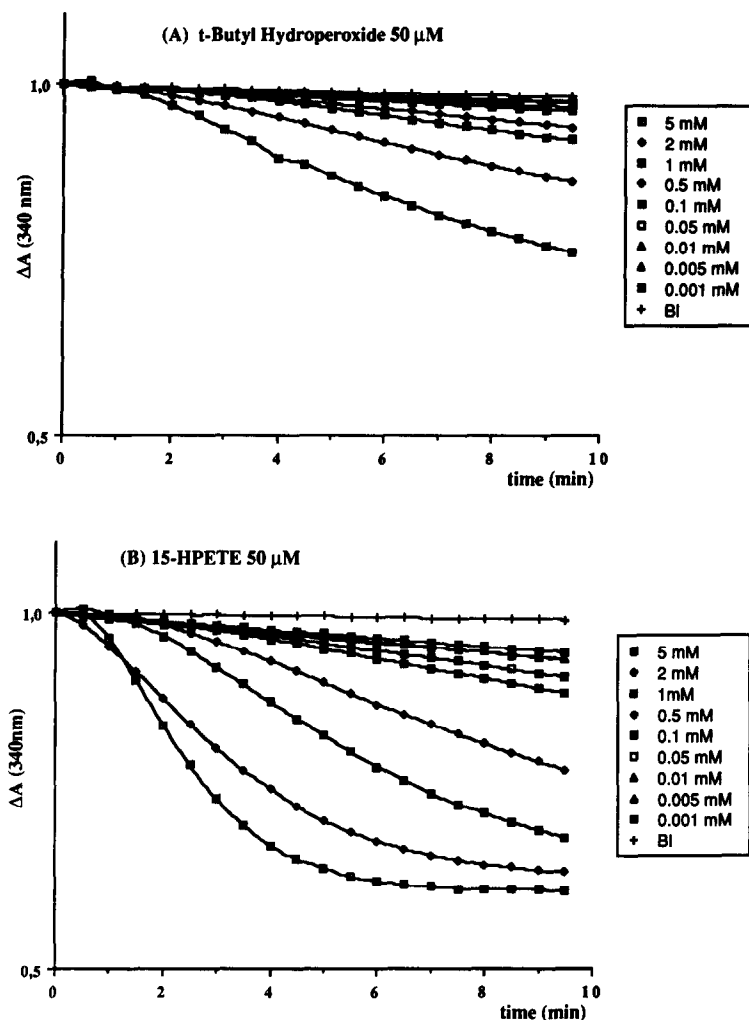 (A) t-Butyl Hydroperoxide 50 µM
1,0
ΔA (340 nm)
0,5
0 2 4 6 8 10
time (min)
5 mM
2 mM
1 mM
0.5 mM
0.1 mM
0.05 mM
0.01 mM
0.005 mM
0.001 mM
BI
(B) 15-HPETE 50 µM
1,0
ΔA (340nm)
0,5
0 2 4 6 8 10
time (min)
5 mM
2 mM
1mM
0.5 mM
0.1 mM
0.05 mM
0.01 mM
0.005 mM
0.001 mM
BI